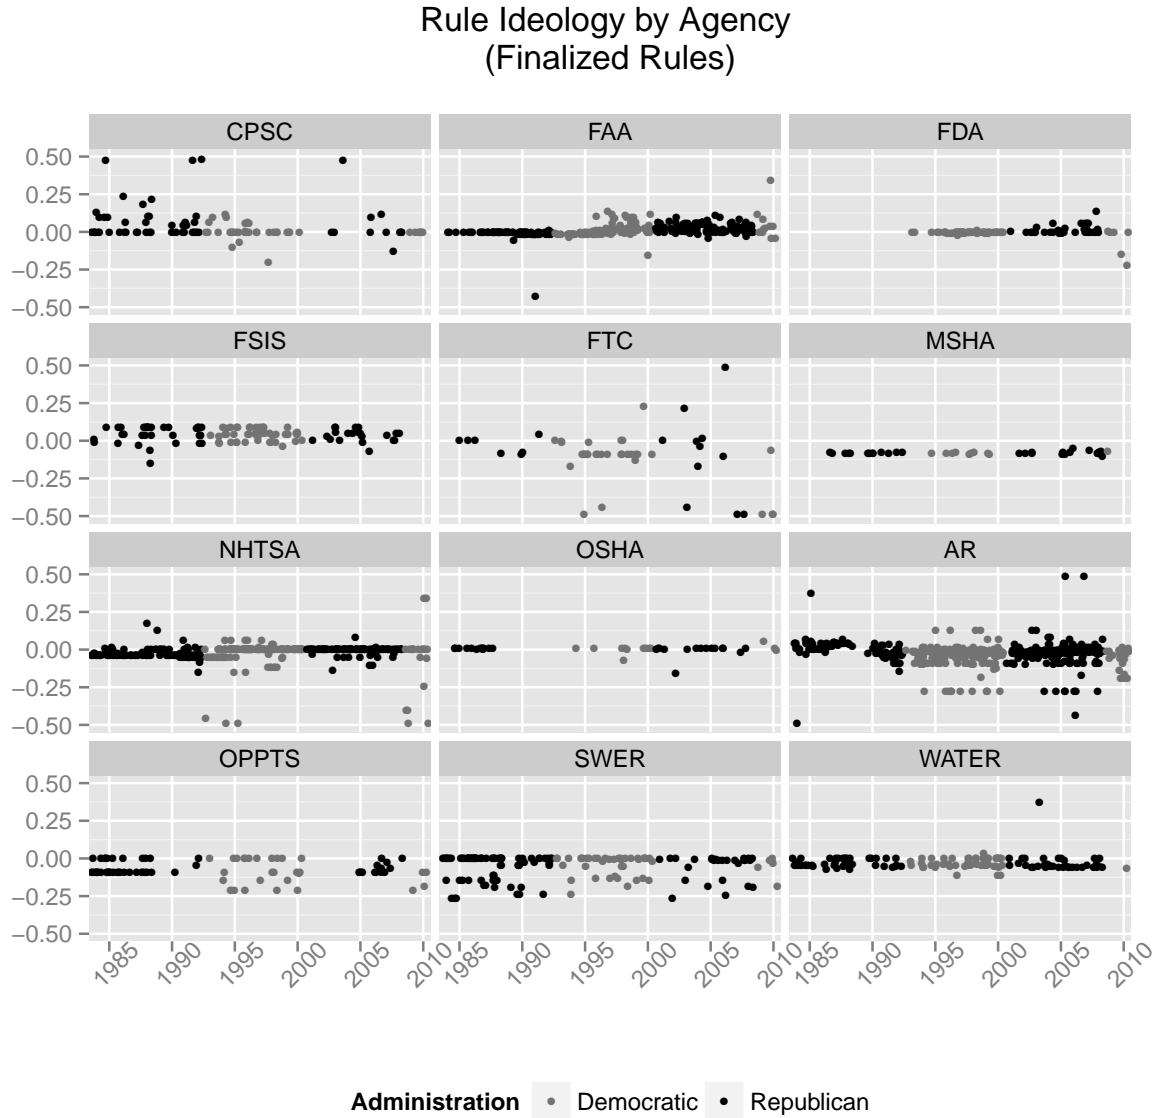 Rule Ideology by Agency
(Finalized Rules)
CPSC FAA FDA
0.50
0.25
0.00
−0.25
−0.50
FSIS FTC MSHA
0.50
0.25
0.00
−0.25
−0.50
NHTSA OSHA AR
0.50
0.25
0.00
−0.25
−0.50
OPPTS SWER WATER
0.50
0.25
0.00
−0.25
−0.50
1985 1990 1995 2000 2005 2010 1985 1990 1995 2000 2005 2010 1985 1990 1995 2000 2005 2010
Administration Democratic Republican